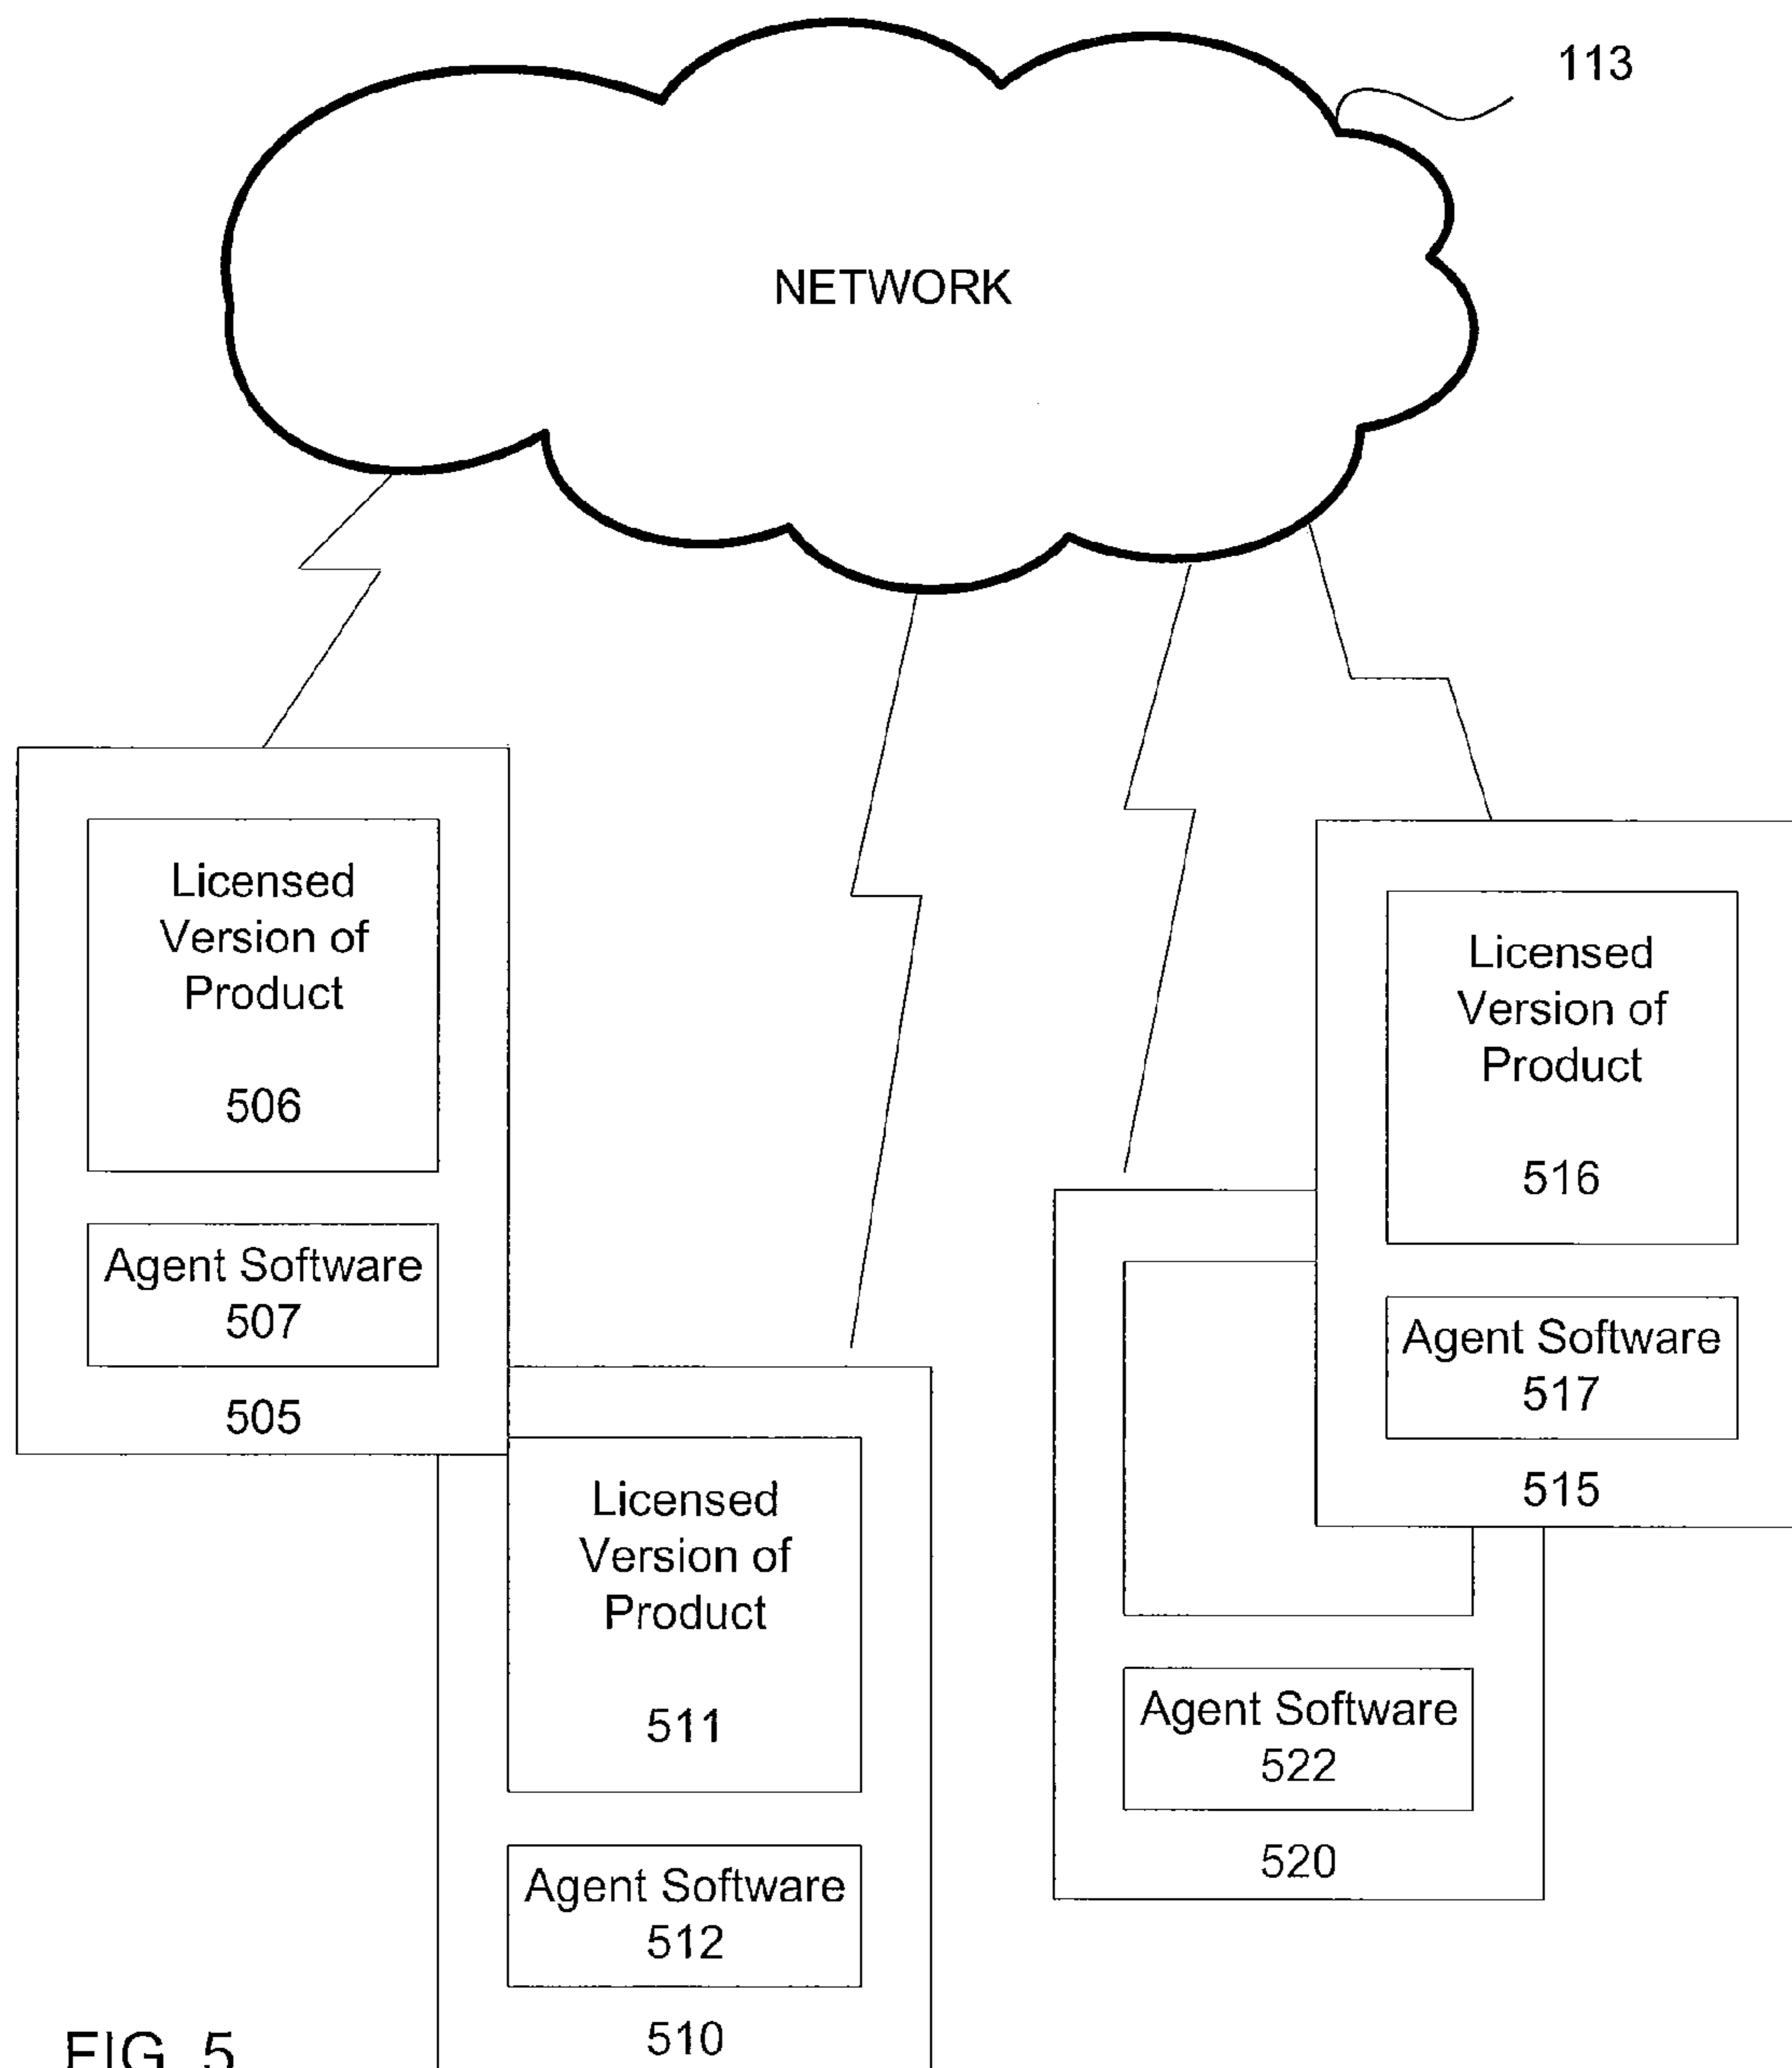 113
NETWORK
Licensed
Version of
Product
506
Agent Software
507
505
Licensed
Version of
Product
511
Agent Software
512
510
Licensed
Version of
Product
516
Agent Software
517
515
Agent Software
522
520
FIG. 5